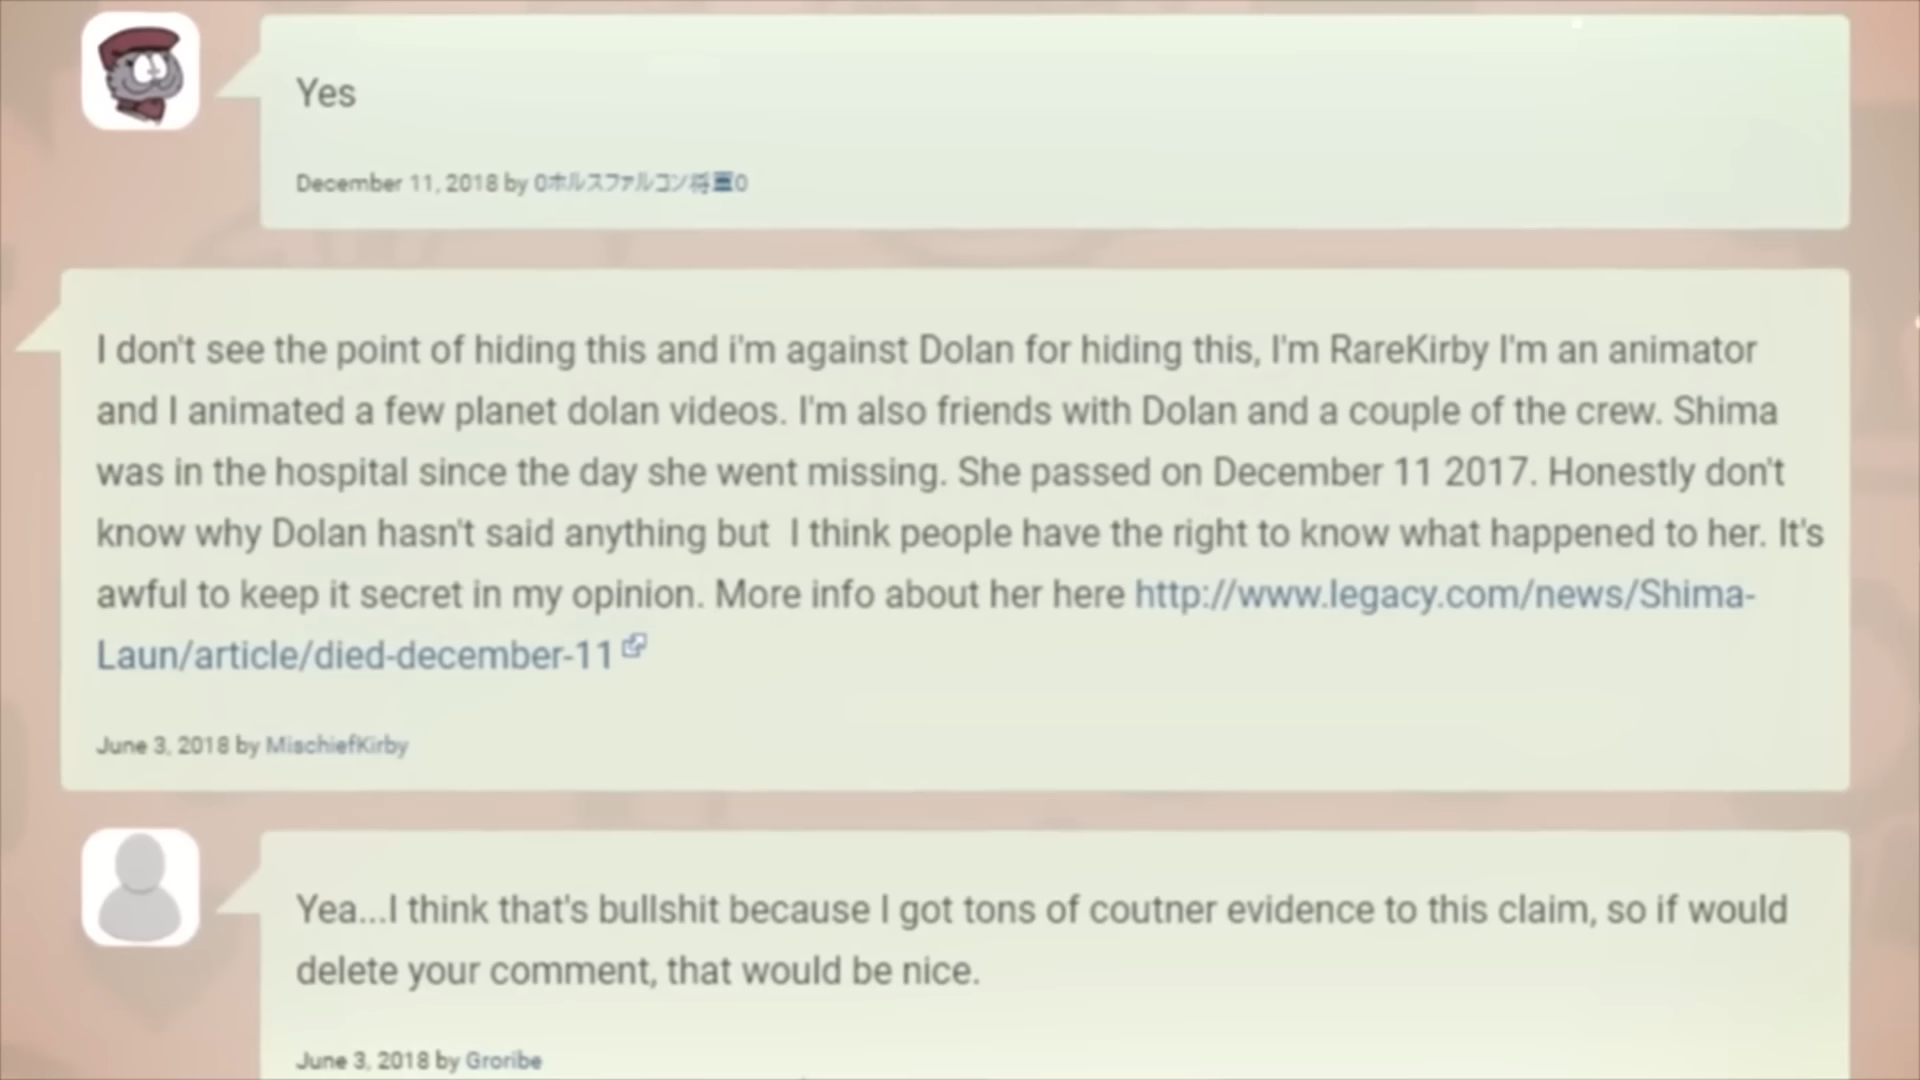 Yes
December 11, 2018 by 0ホルスファルコン将軍0
I don't see the point of hiding this and i'm against Dolan for hiding this, I'm RareKirby I'm an animator
and I animated a few planet dolan videos. I'm also friends with Dolan and a couple of the crew. Shima
was in the hospital since the day she went missing. She passed on December 11 2017. Honestly don't
know why Dolan hasn't said anything but  I think people have the right to know what happened to her. It's
awful to keep it secret in my opinion. More info about her here http://www.legacy.com/news/Shima-
Laun/article/died-december-11
June 3, 2018 by MischiefKirby
Yea...I think that's bullshit because I got tons of coutner evidence to this claim, so if would
delete your comment, that would be nice.
June 3, 2018 by Groribe